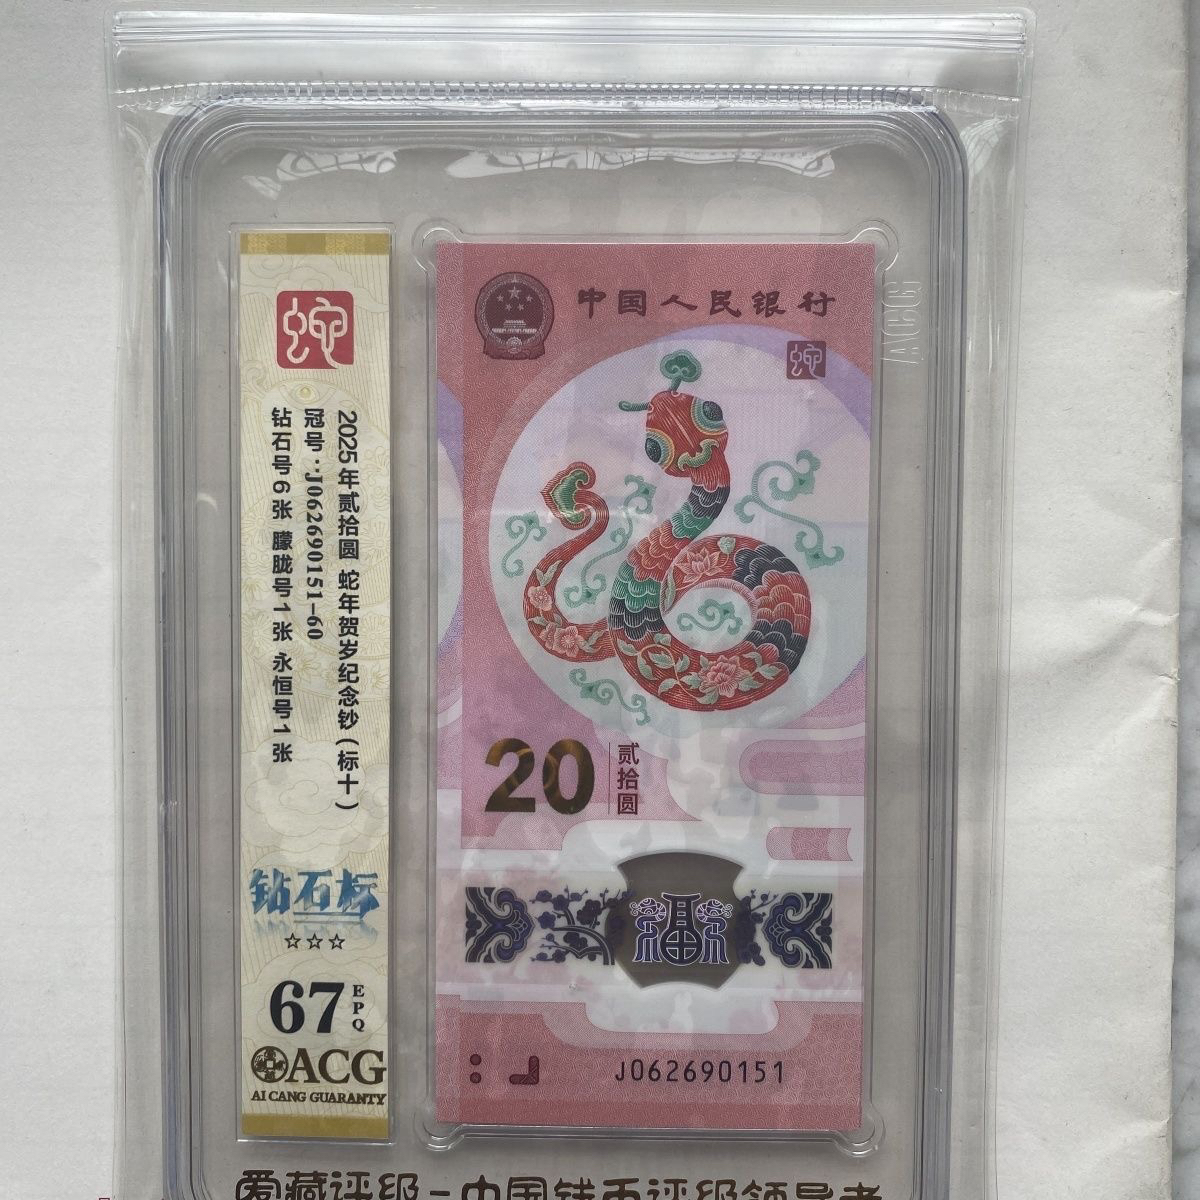 蛇
2025年贰拾圆 蛇年贺岁纪念钞（标十）
冠号：J062690151-60
钻石号6张 朦胧号1张 永恒号1张
钻石标
☆☆☆
67 EPQ
ACG
AI CANG GUARANTY
中国人民银行
蛇
20 贰拾圆
福
J062690151
ACG
爱藏评级-中国钱币评级领导者